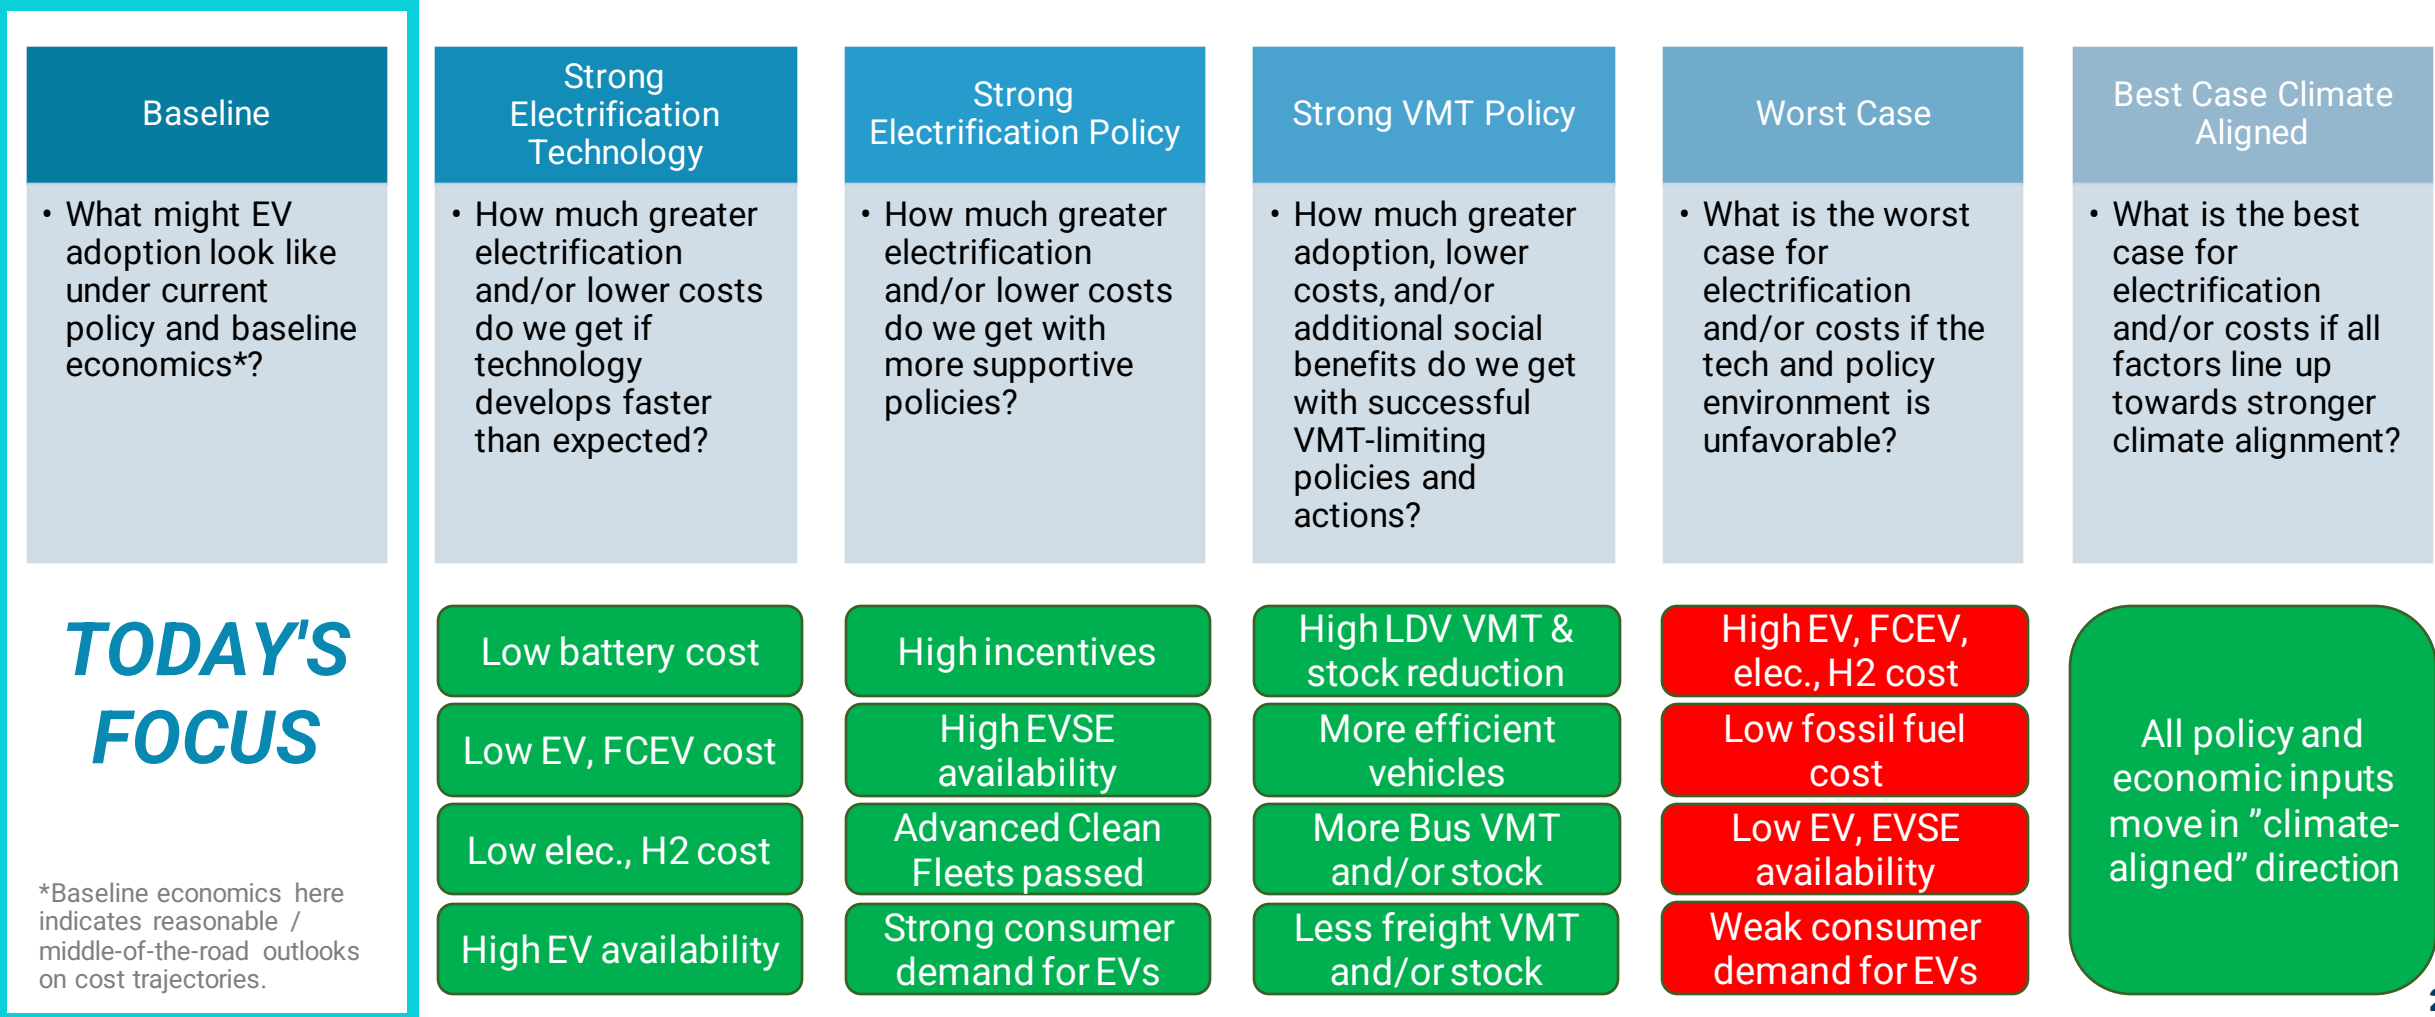 Baseline
• What might EV
adoption look like
under current
policy and baseline
economics*?
TODAY'S
FOCUS
*Baseline economics here
indicates reasonable /
middle-of-the-road outlooks
on cost trajectories.
Strong
Electrification
Technology
• How much greater
electrification
and/or lower costs
do we get if
technology
develops faster
than expected?
Low battery cost
Low EV, FCEV cost
Low elec., H2 cost
High EV availability
Strong
Electrification Policy
• How much greater
electrification
and/or lower costs
do we get with
more supportive
policies?
High incentives
High EVSE
availability
Advanced Clean
Fleets passed
Strong consumer
demand for EVs
Strong VMT Policy
• How much greater
adoption, lower
costs, and/or
additional social
benefits do we get
with successful
VMT-limiting
policies and
actions?
High LDV VMT &
stock reduction
More efficient
vehicles
More Bus VMT
and/or stock
Less freight VMT
and/or stock
Worst Case
• What is the worst
case for
electrification
and/or costs if the
tech and policy
environment is
unfavorable?
High EV, FCEV,
elec., H2 cost
Low fossil fuel
cost
Low EV, EVSE
availability
Weak consumer
demand for EVs
Best Case Climate
Aligned
• What is the best
case for
electrification
and/or costs if all
factors line up
towards stronger
climate alignment?
All policy and
economic inputs
move in ”climate-
aligned” direction